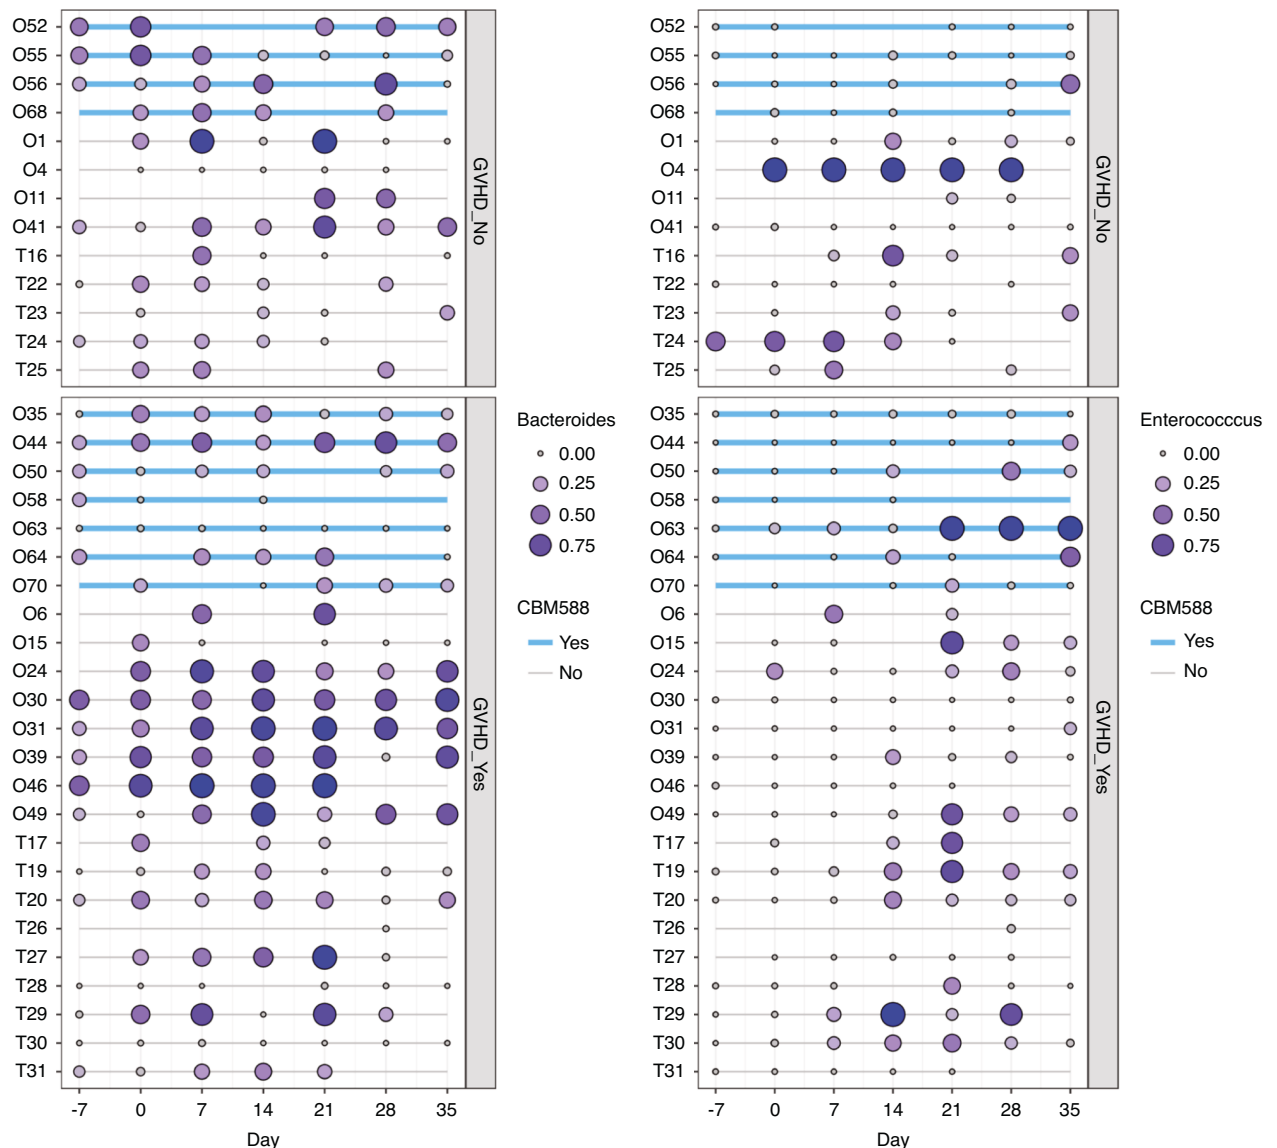 O52
O55
O56
O68
O1
O4
O11
O41
T16
T22
T23
T24
T25
GVHD_No
O35
O44
O50
O58
O63
O64
O70
O6
O15
O24
O30
O31
O39
O46
O49
T17
T19
T20
T26
T27
T28
T29
T30
T31
GVHD_Yes
-7 0 7 14 21 28 35
Day
Bacteroides
0.00
0.25
0.50
0.75
CBM588
Yes
No
O52
O55
O56
O68
O1
O4
O11
O41
T16
T22
T23
T24
T25
GVHD_No
O35
O44
O50
O58
O63
O64
O70
O6
O15
O24
O30
O31
O39
O46
O49
T17
T19
T20
T26
T27
T28
T29
T30
T31
GVHD_Yes
-7 0 7 14 21 28 35
Day
Enterococccus
0.00
0.25
0.50
0.75
CBM588
Yes
No